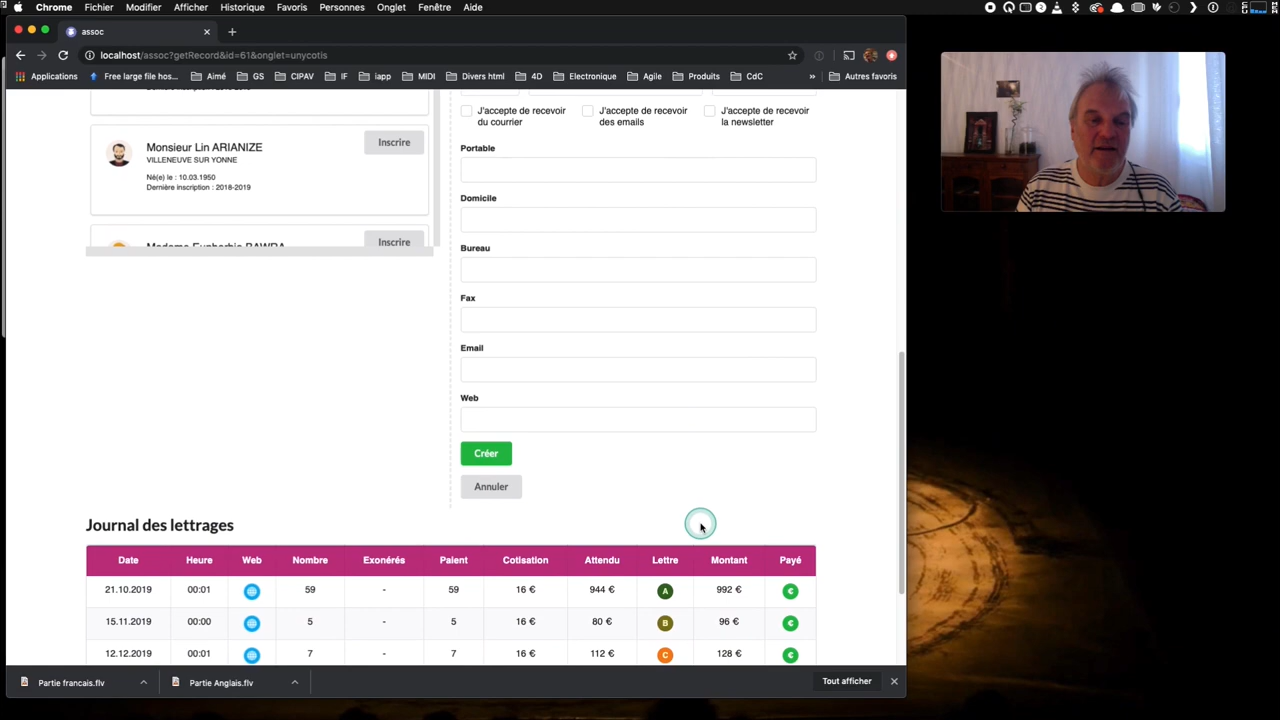 Chrome Fichier Modifier Afficher Historique Favoris Personnes Onglet Fenêtre Aide
assoc
localhost/assoc?getRecord&id=61&onglet=unycotis
Applications Free large file hos... Aimé GS CIPAV IF iapp MIDI Divers html 4D Electronique Agile Produits CdC » Autres favoris
Inscrire
Monsieur Lin ARIANIZE
VILLENEUVE SUR YONNE
Né(e) le : 10.03.1950
Dernière inscription : 2018-2019
Inscrire
J'accepte de recevoir du courrier
J'accepte de recevoir des emails
J'accepte de recevoir la newsletter
Portable
Domicile
Bureau
Fax
Email
Web
Créer
Annuler
Journal des lettrages
Date Heure Web Nombre Exonérés Paient Cotisation Attendu Lettre Montant Payé
21.10.2019 00:01 59 - 59 16 € 944 € A 992 € €
15.11.2019 00:00 5 - 5 16 € 80 € B 96 € €
12.12.2019 00:01 7 - 7 16 € 112 € C 128 € €
Partie francais.flv Partie Anglais.flv Tout afficher